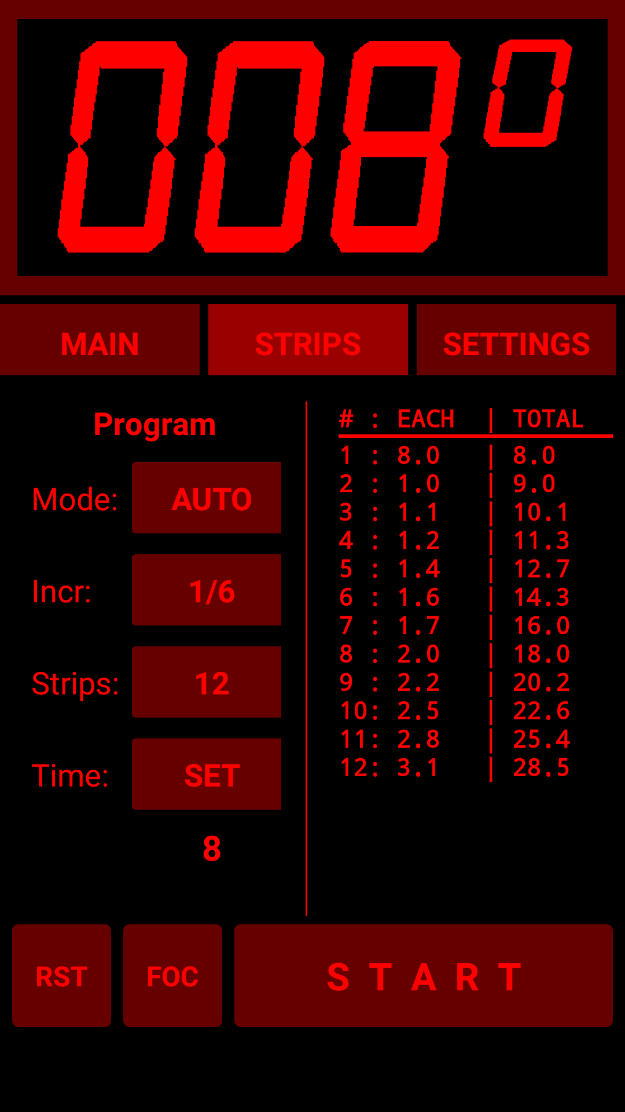 008⁰
MAIN STRIPS SETTINGS
Program
Mode: AUTO
Incr: 1/6
Strips: 12
Time: SET
8
# : EACH | TOTAL
1 : 8.0 | 8.0
2 : 1.0 | 9.0
3 : 1.1 | 10.1
4 : 1.2 | 11.3
5 : 1.4 | 12.7
6 : 1.6 | 14.3
7 : 1.7 | 16.0
8 : 2.0 | 18.0
9 : 2.2 | 20.2
10: 2.5 | 22.6
11: 2.8 | 25.4
12: 3.1 | 28.5
RST FOC START